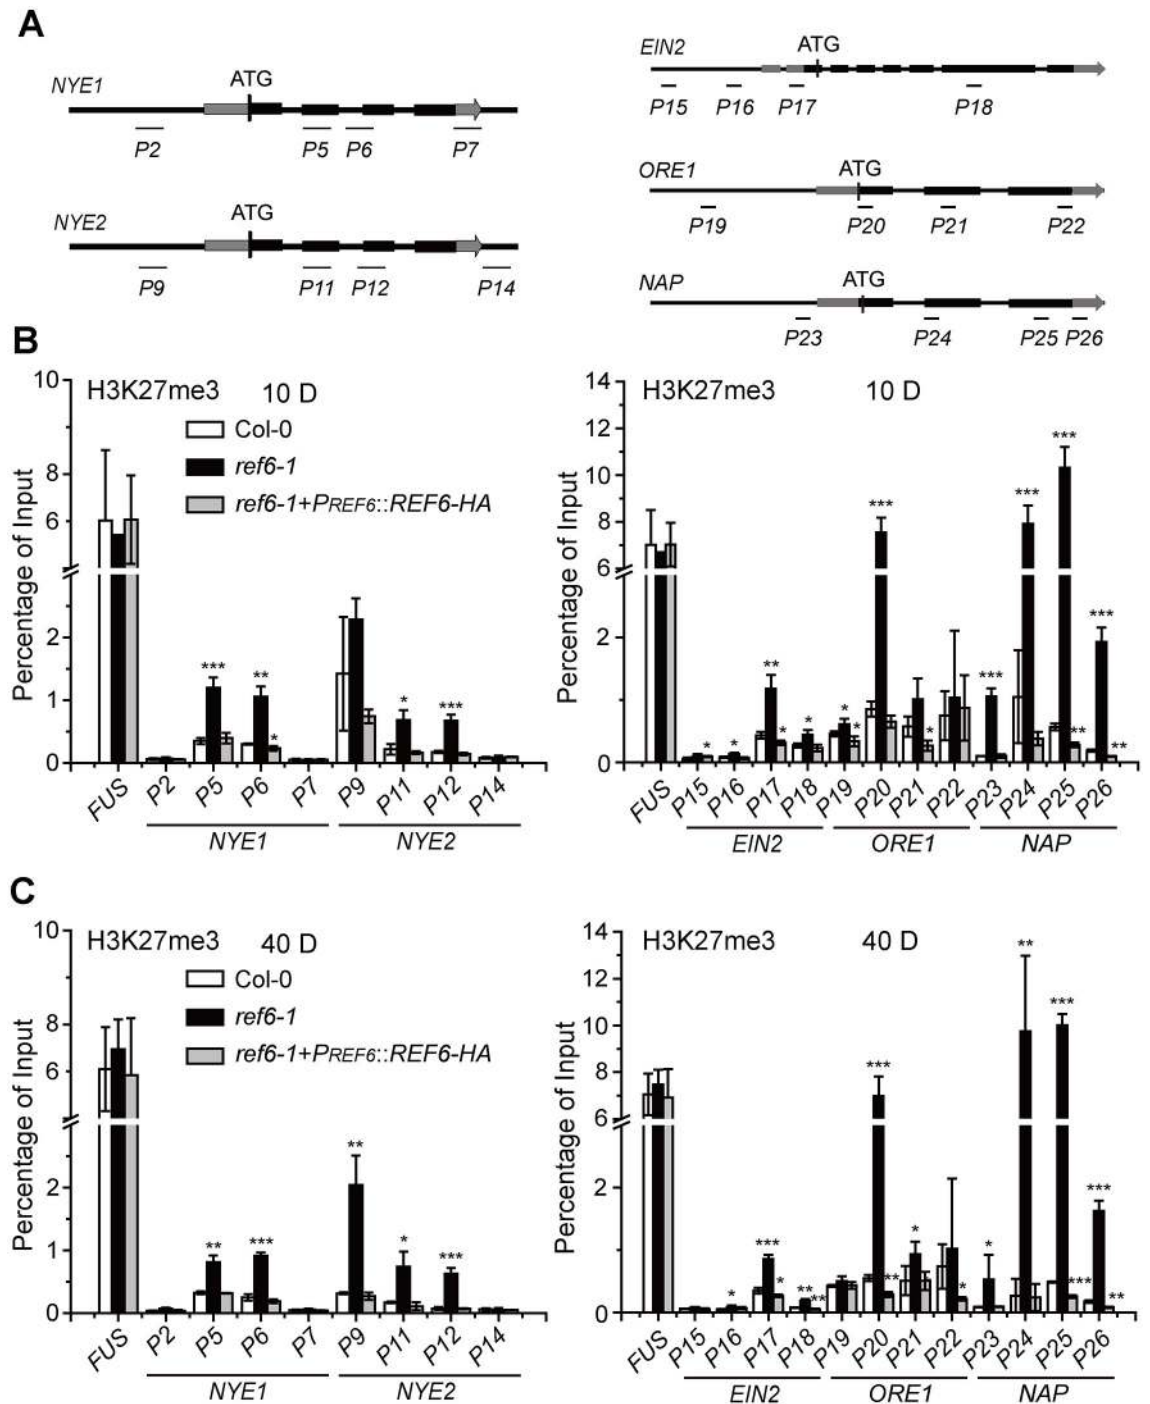 A
NYE1
ATG
P2 P5 P6 P7
NYE2
ATG
P9 P11 P12 P14
EIN2
ATG
P15 P16 P17 P18
ORE1
ATG
P19 P20 P21 P22
NAP
ATG
P23 P24 P25 P26
B
H3K27me3 10 D
Col-0
ref6-1
ref6-1+PREF6::REF6-HA
Percentage of Input
10
8
6
2
1
0
*** ** * * ***
FUS P2 P5 P6 P7 P9 P11 P12 P14
NYE1 NYE2
H3K27me3 10 D
Percentage of Input
14
12
10
8
6
2
0
* * ** * * * * *** * *** *** *** ** *** **
FUS P15 P16 P17 P18 P19 P20 P21 P22 P23 P24 P25 P26
EIN2 ORE1 NAP
C
H3K27me3 40 D
Col-0
ref6-1
ref6-1+PREF6::REF6-HA
Percentage of Input
10
8
6
2
1
0
** *** ** * ***
FUS P2 P5 P6 P7 P9 P11 P12 P14
NYE1 NYE2
H3K27me3 40 D
Percentage of Input
14
12
10
8
6
2
0
* *** * ** ** *** ** * * * ** *** *** *** **
FUS P15 P16 P17 P18 P19 P20 P21 P22 P23 P24 P25 P26
EIN2 ORE1 NAP